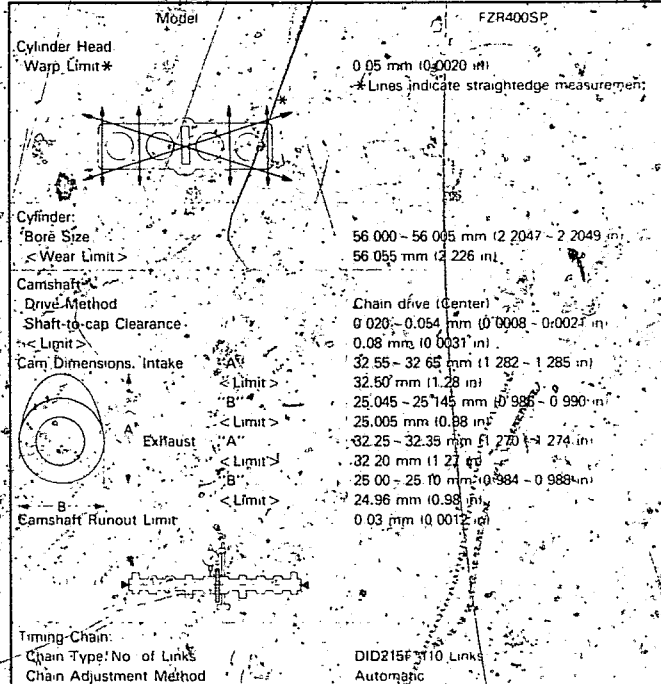 Model FZR400SP
Cylinder Head
Warp Limit* 0.05 mm (0.0020 in)
*Lines indicate straightedge measurement
*
Cylinder:
Bore Size 56.000 ~ 56.005 mm (2.2047 ~ 2.2049 in)
<Wear Limit> 56.055 mm (2.226 in)
Camshaft
Drive Method Chain drive (Center)
Shaft-to-cap Clearance 0.020 ~ 0.054 mm (0.0008 ~ 0.0021 in)
<Limit> 0.08 mm (0.0031 in)
Cam Dimensions. Intake "A" 32.55 ~ 32.65 mm (1.282 ~ 1.285 in)
<Limit> 32.50 mm (1.28 in)
"B" 25.045 ~ 25.145 mm (0.986 ~ 0.990 in)
<Limit> 25.005 mm (0.98 in)
A Exhaust "A" 32.25 ~ 32.35 mm (1.270 ~ 1.274 in)
<Limit> 32.20 mm (1.27 in)
"B" 25.00 ~ 25.10 mm (0.984 ~ 0.988 in)
<Limit> 24.96 mm (0.98 in)
B
Camshaft Runout Limit 0.03 mm (0.0012 in)
Timing Chain:
Chain Type/No. of Links 110 Links
Chain Adjustment Method Automatic